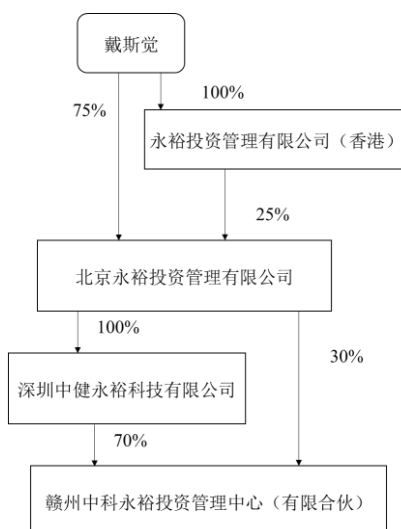 戴斯觉
100%
75%
永裕投资管理有限公司（香港）
25%
北京永裕投资管理有限公司
100%
30%
深圳中健永裕科技有限公司
70%
赣州中科永裕投资管理中心（有限合伙）